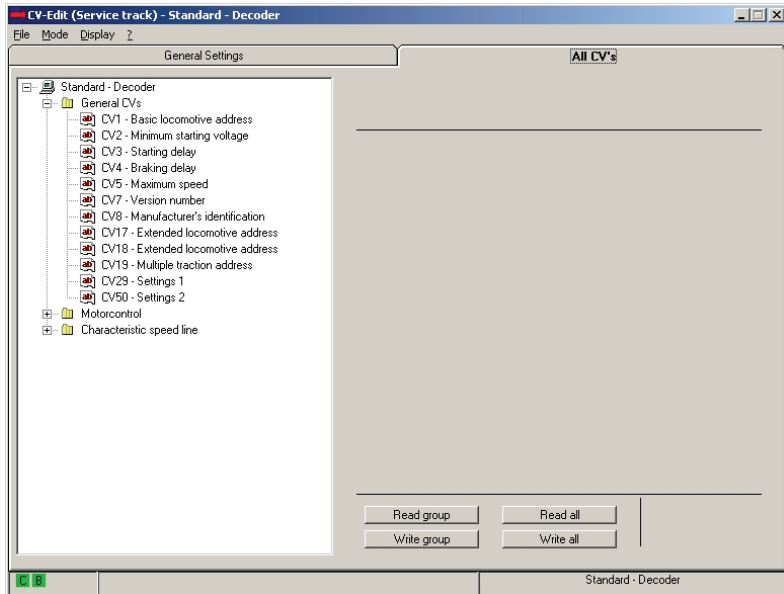 CV-Edit (Service track) - Standard - Decoder
File Mode Display ?
General Settings
All CV's
Standard - Decoder
General CVs
CV1 - Basic locomotive address
CV2 - Minimum starting voltage
CV3 - Starting delay
CV4 - Braking delay
CV5 - Maximum speed
CV7 - Version number
CV8 - Manufacturer's identification
CV17 - Extended locomotive address
CV18 - Extended locomotive address
CV19 - Multiple traction address
CV29 - Settings 1
CV50 - Settings 2
Motorcontrol
Characteristic speed line
Read group
Read all
Write group
Write all
C B
Standard - Decoder